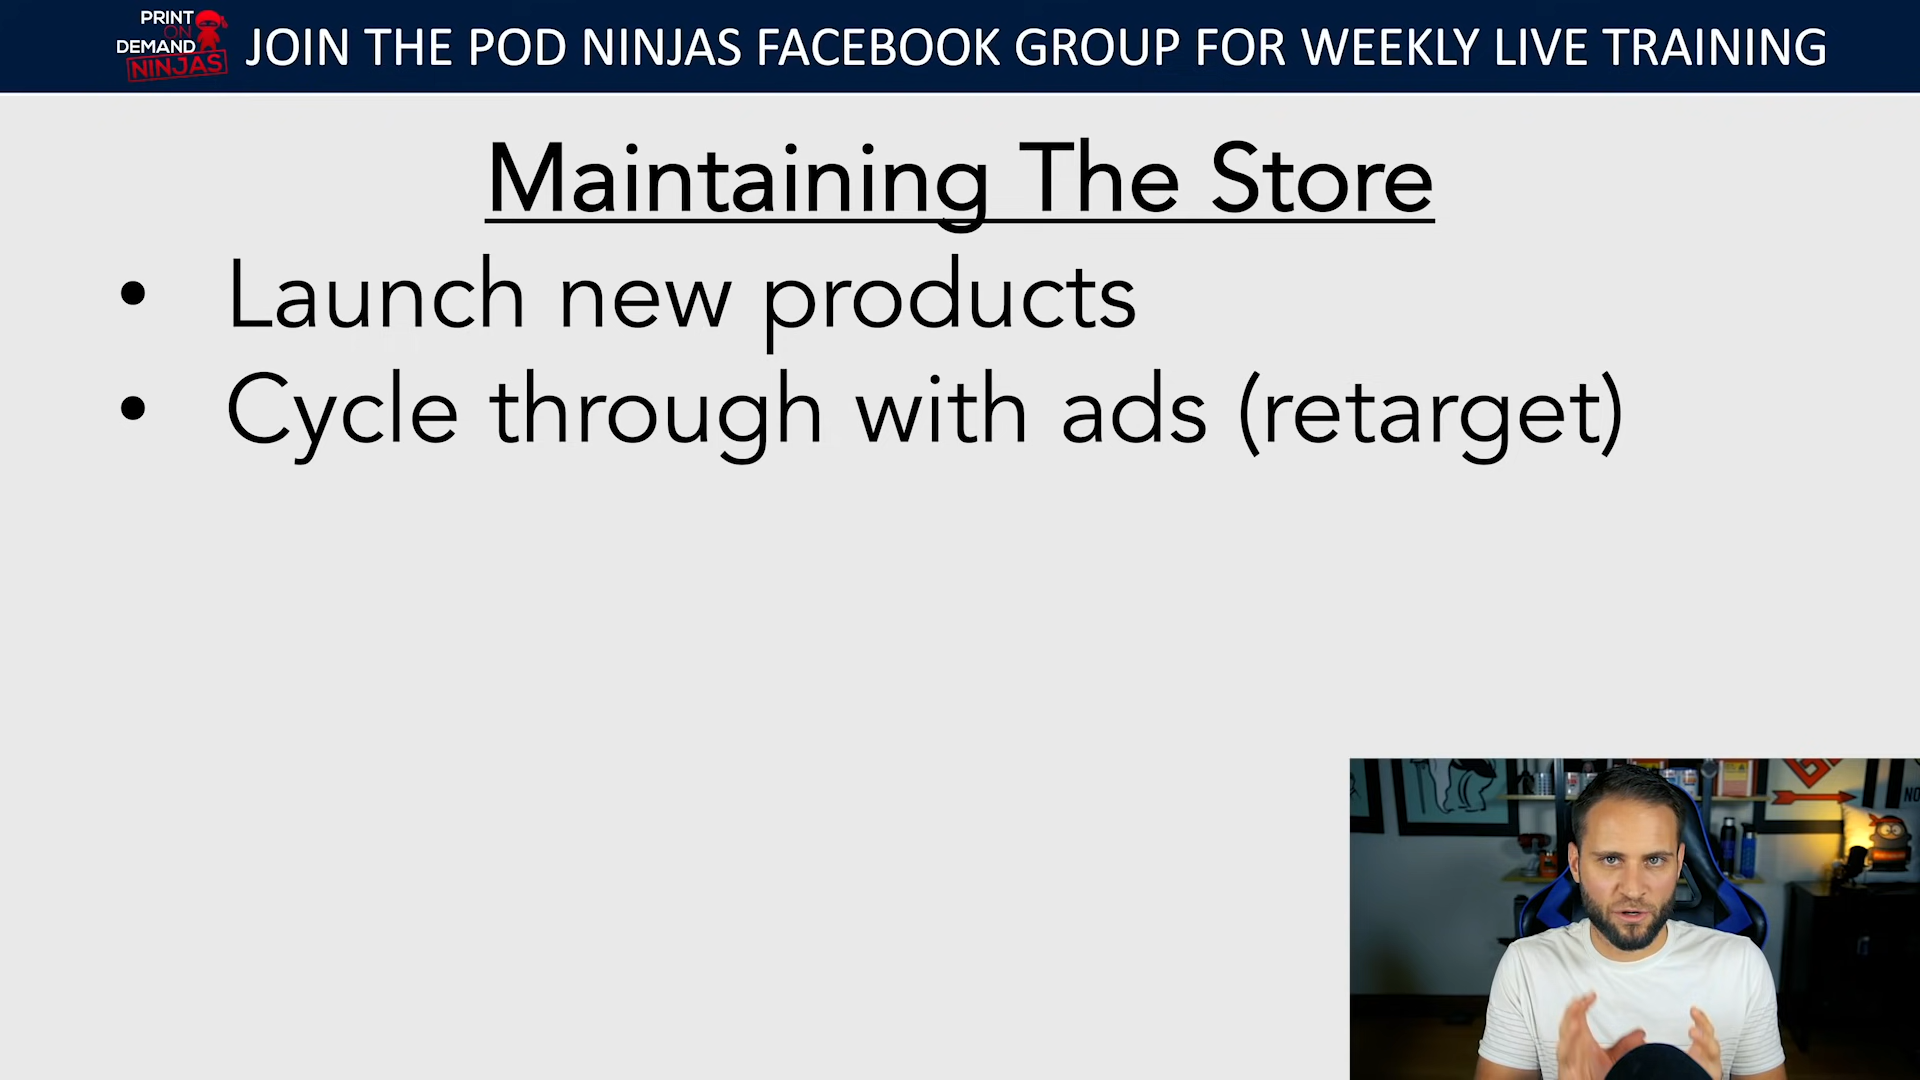 PRINT
ON
DEMAND
NINJAS
JOIN THE POD NINJAS FACEBOOK GROUP FOR WEEKLY LIVE TRAINING
Maintaining The Store
• Launch new products
• Cycle through with ads (retarget)
NO